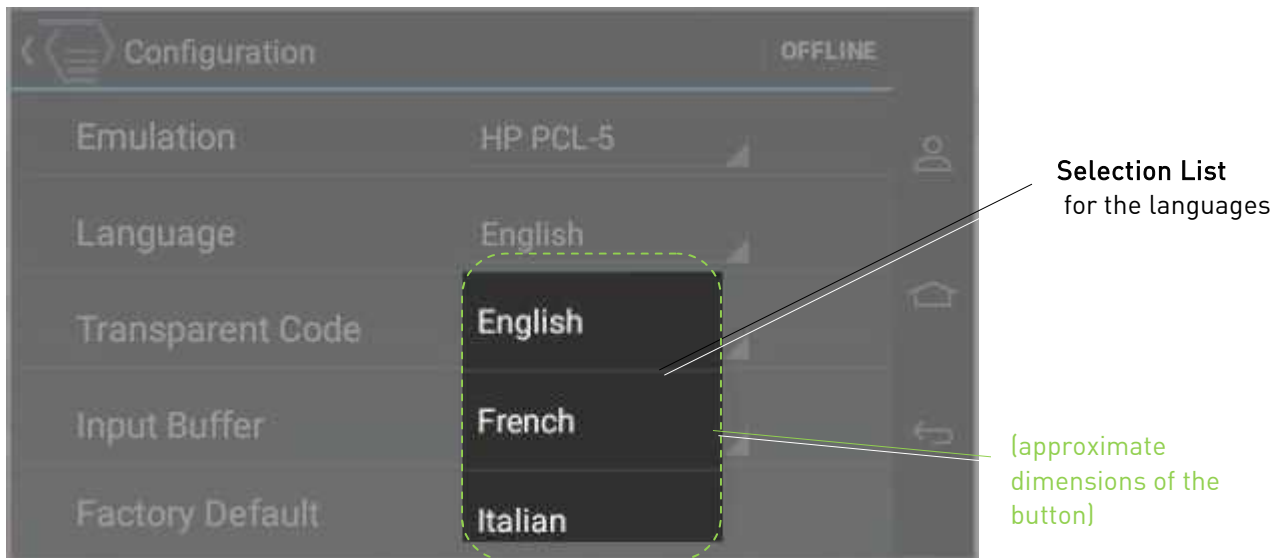 Configuration
OFFLINE
Emulation
HP PCL-5
Language
English
Transparent Code
English
Input Buffer
French
Factory Default
Italian
Selection List
for the languages
(approximate
dimensions of the
button)